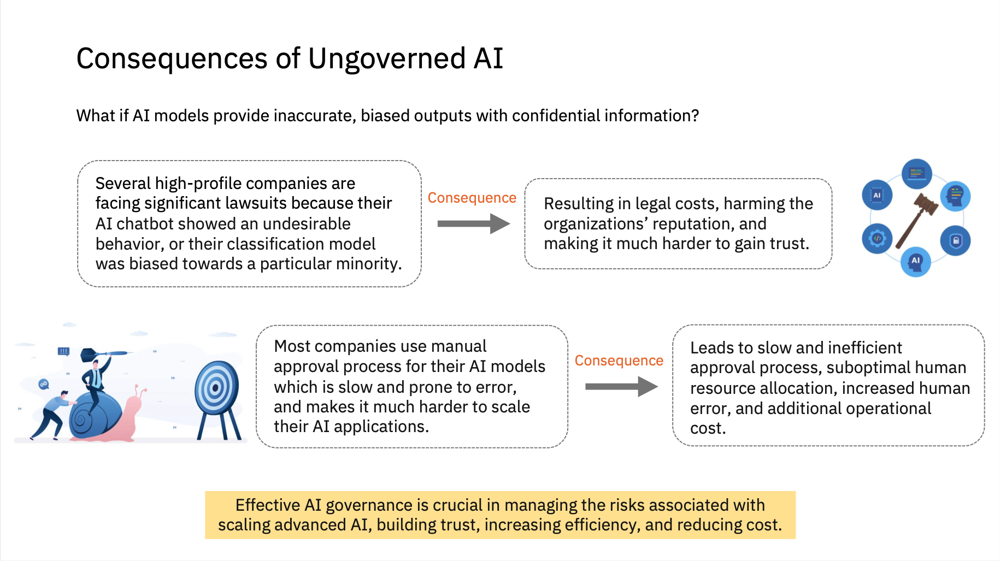 Consequences of Ungoverned AI
What if AI models provide inaccurate, biased outputs with confidential information?
Several high-profile companies are
facing significant lawsuits because their
AI chatbot showed an undesirable
behavior, or their classification model
was biased towards a particular minority.
Consequence
Resulting in legal costs, harming the
organizations’ reputation, and
making it much harder to gain trust.
AI
</>
AI
!!!
Most companies use manual
approval process for their AI models
which is slow and prone to error,
and makes it much harder to scale
their AI applications.
Consequence
Leads to slow and inefficient
approval process, suboptimal human
resource allocation, increased human
error, and additional operational
cost.
Effective AI governance is crucial in managing the risks associated with
scaling advanced AI, building trust, increasing efficiency, and reducing cost.